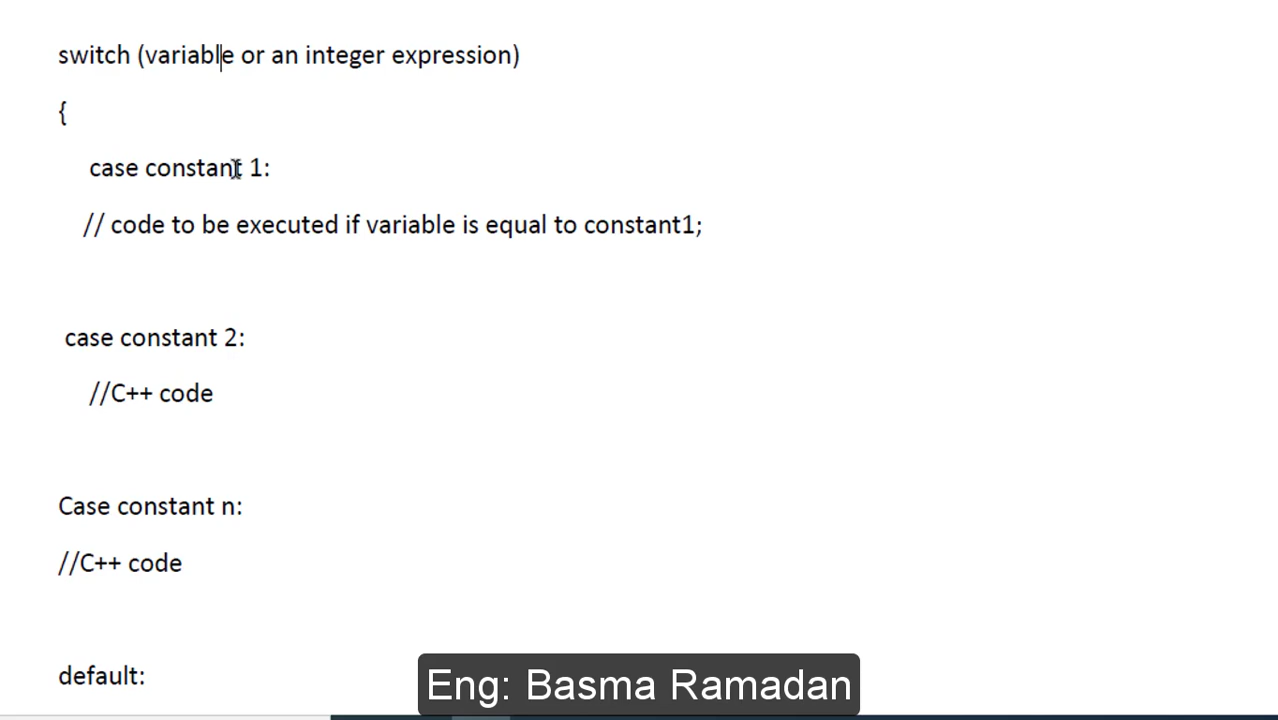 switch (variable or an integer expression)
{
case constant 1:
// code to be executed if variable is equal to constant1;
case constant 2:
//C++ code
Case constant n:
//C++ code
default:
Eng: Basma Ramadan